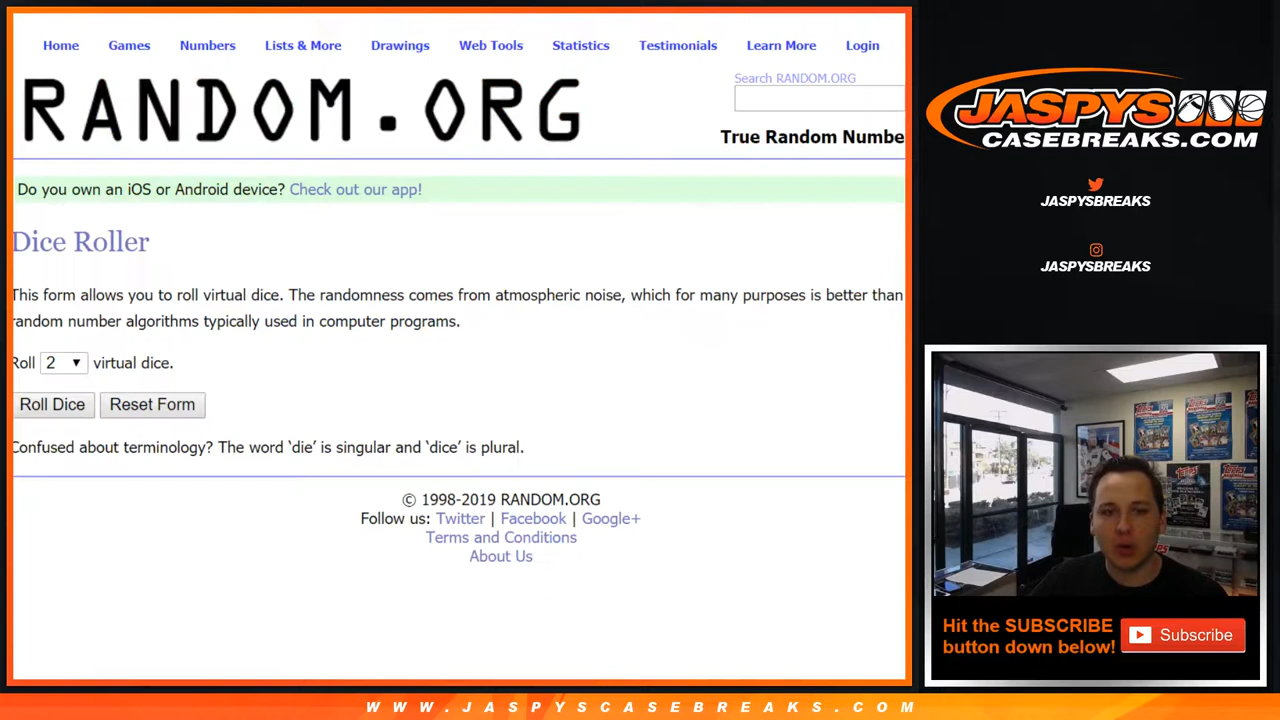 Home Games Numbers Lists & More Drawings Web Tools Statistics Testimonials Learn More Login
RANDOM.ORG
Search RANDOM.ORG
True Random Numbe
Do you own an iOS or Android device? Check out our app!
Dice Roller
This form allows you to roll virtual dice. The randomness comes from atmospheric noise, which for many purposes is better than
random number algorithms typically used in computer programs.
Roll 2 virtual dice.
Roll Dice Reset Form
Confused about terminology? The word ‘die’ is singular and ‘dice’ is plural.
© 1998-2019 RANDOM.ORG
Follow us: Twitter | Facebook | Google+
Terms and Conditions
About Us
JASPYS
CASEBREAKS.COM
JASPYSBREAKS
JASPYSBREAKS
Topps
Hit the SUBSCRIBE
button down below!
Subscribe
WWW.JASPYSCASEBREAKS.COM